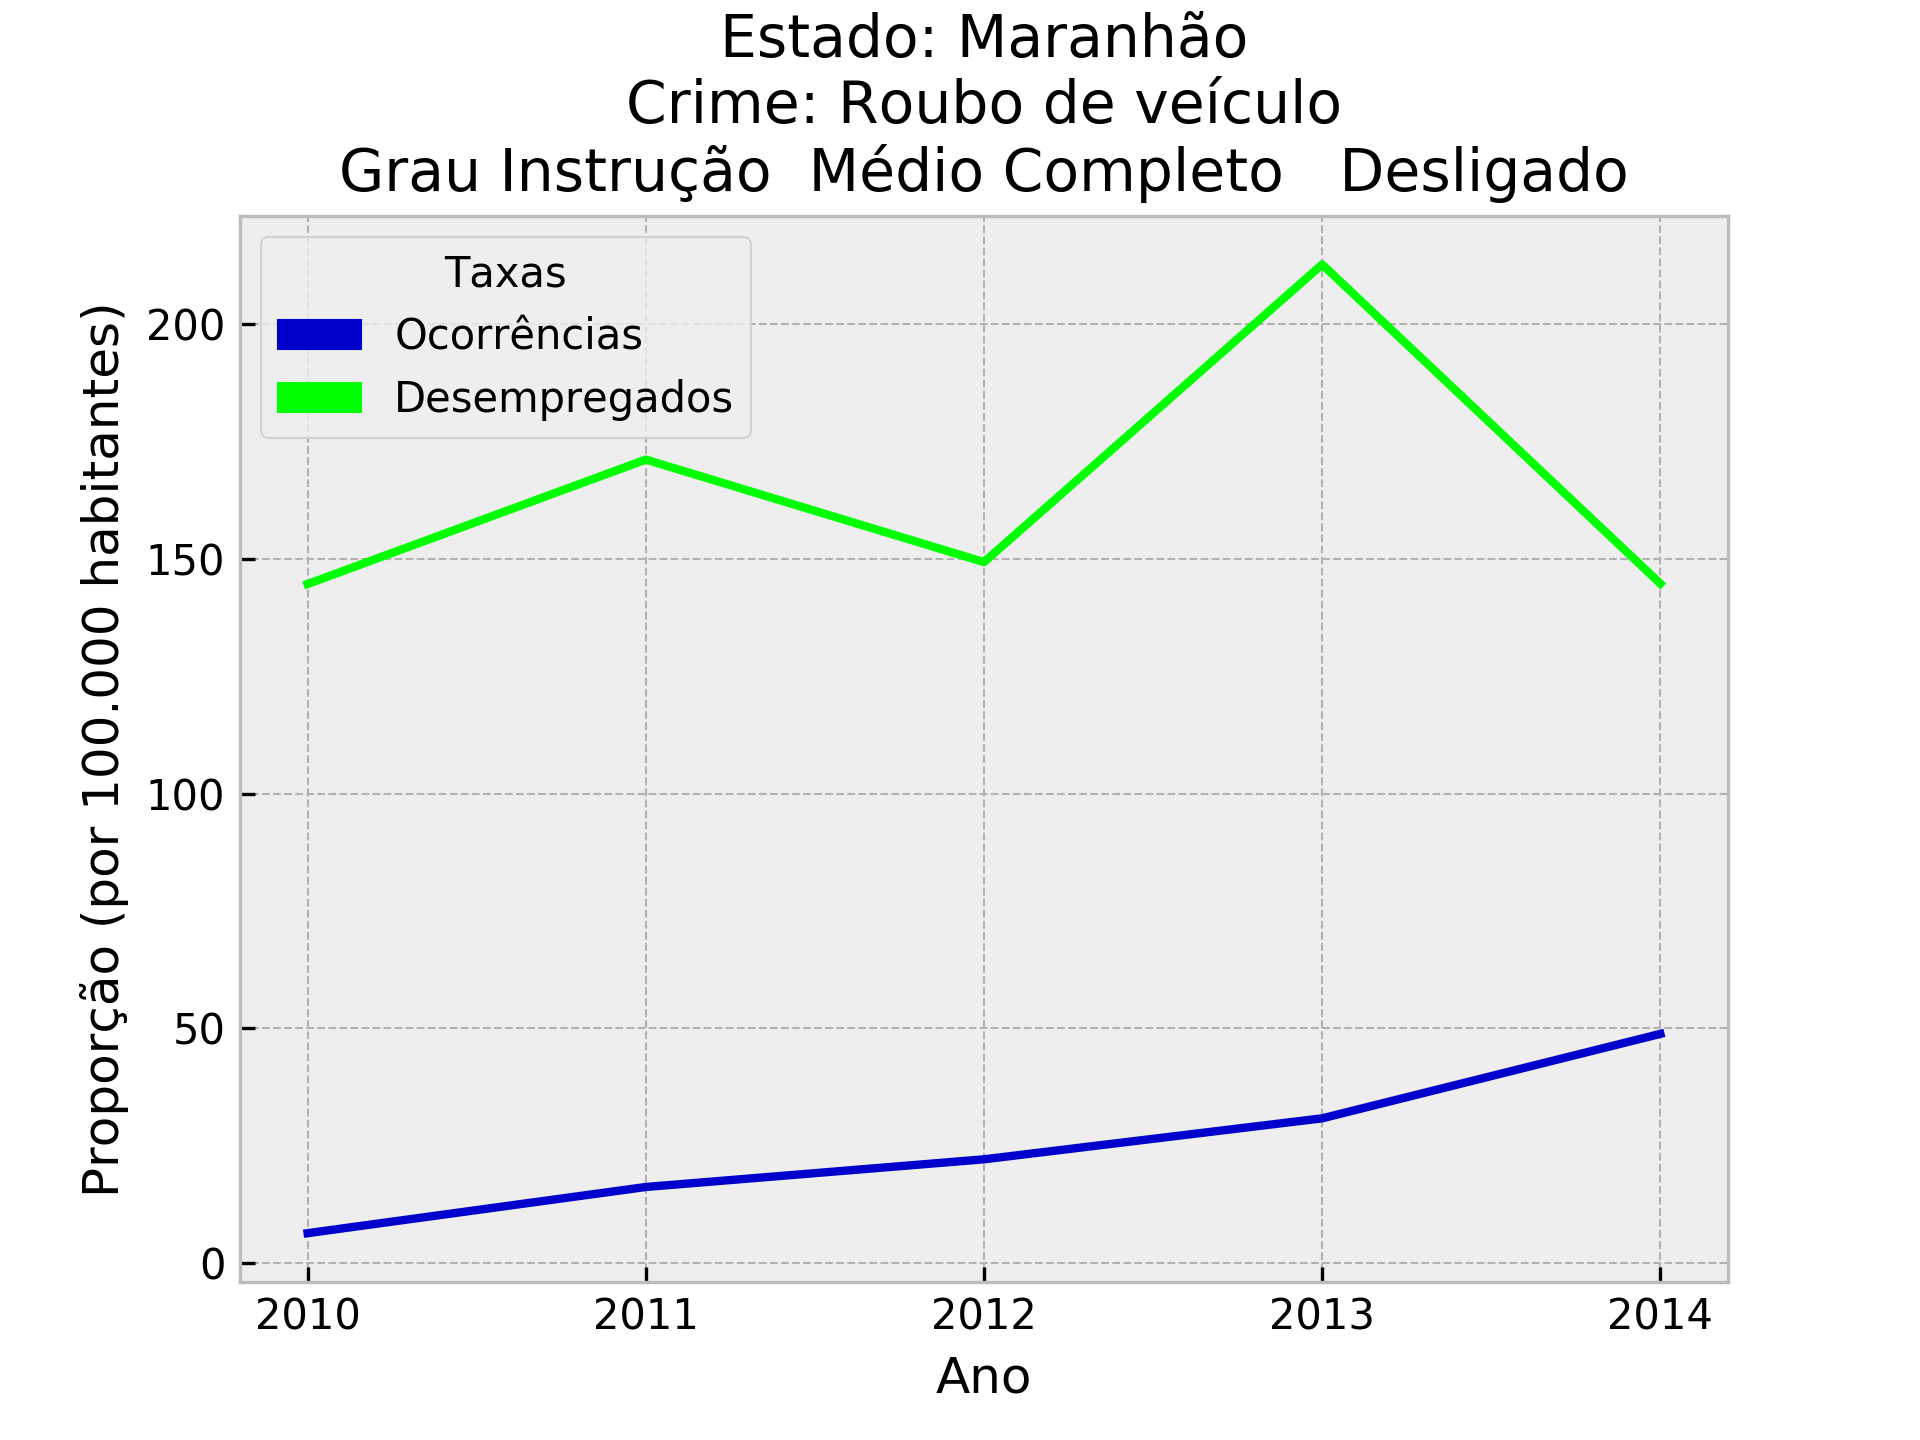 Estado: Maranhão
Crime: Roubo de veículo
Grau Instrução  Médio Completo   Desligado
Taxas
Ocorrências
Desempregados
Proporção (por 100.000 habitantes)
200
150
100
50
0
2010 2011 2012 2013 2014
Ano